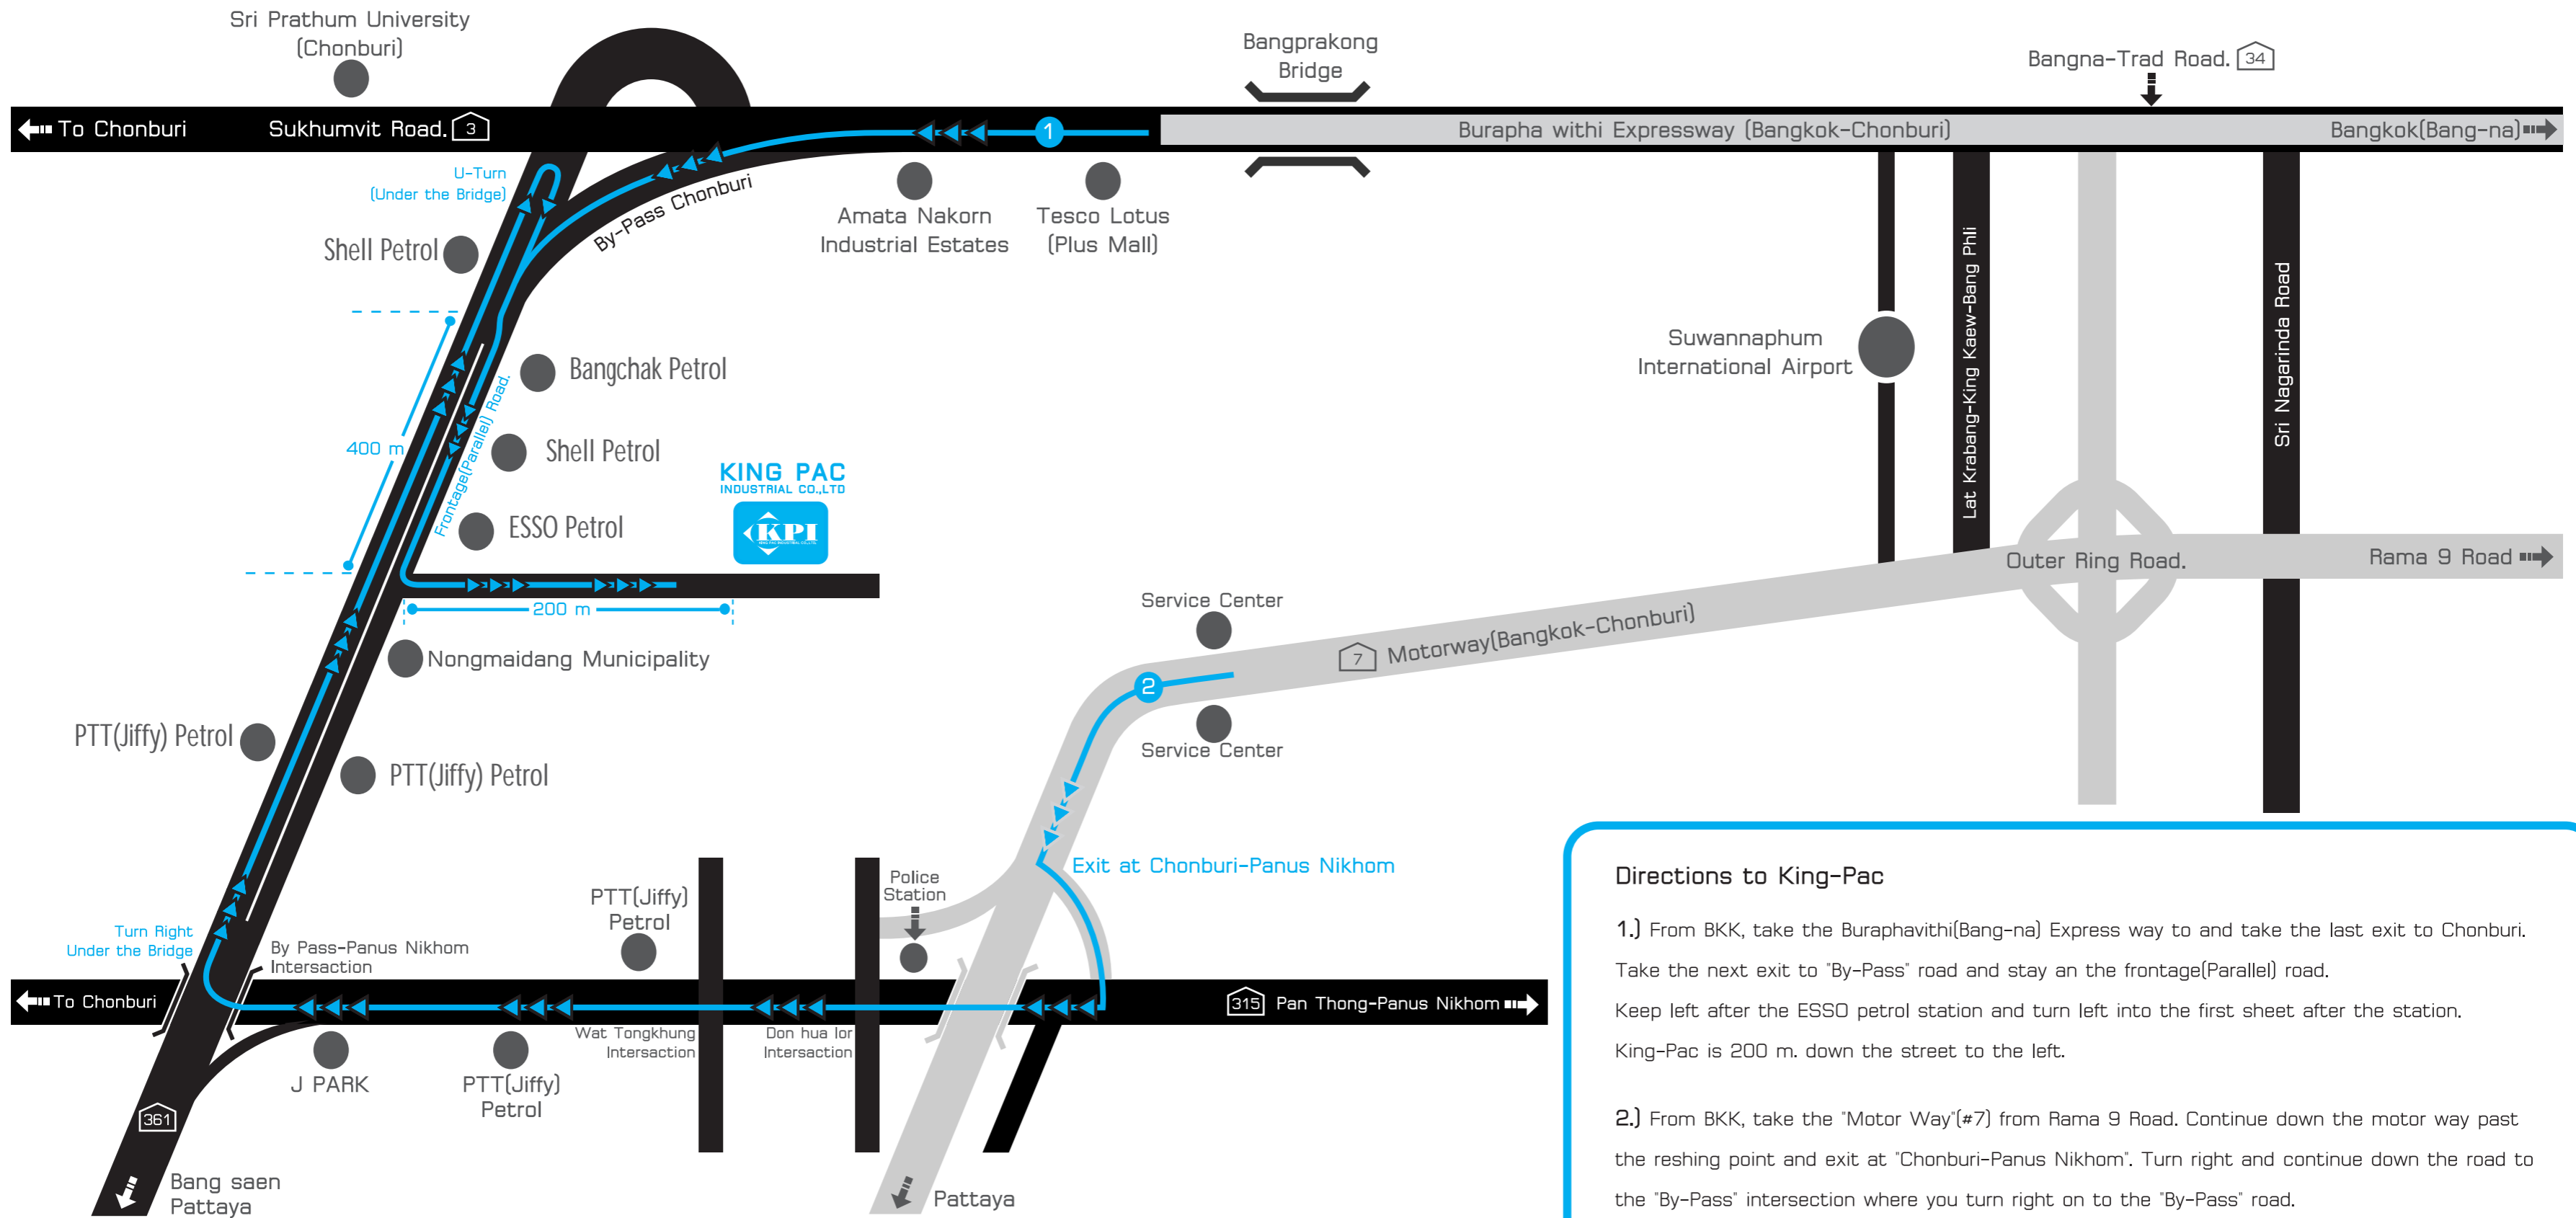 Sri Prathum University
(Chonburi)
Bangprakong
Bridge
Bangna-Trad Road. 34
To Chonburi
Sukhumvit Road. 3
1
Burapha withi Expressway (Bangkok-Chonburi)
Bangkok(Bang-na)
U-Turn
(Under the Bridge)
By-Pass Chonburi
Amata Nakorn
Industrial Estates
Tesco Lotus
(Plus Mall)
Shell Petrol
Suwannaphum
International Airport
Lat Krabang-King Kaew-Bang Phli
Sri Nagarinda Road
Bangchak Petrol
400 m
Frontage(Parallel) Road.
Shell Petrol
KING PAC
INDUSTRIAL CO.,LTD
KPI
ESSO Petrol
Outer Ring Road.
Rama 9 Road
200 m
Service Center
7 Motorway(Bangkok-Chonburi)
Nongmaidang Municipality
2
Service Center
PTT(Jiffy) Petrol
PTT(Jiffy) Petrol
Exit at Chonburi-Panus Nikhom
Police
Station
PTT(Jiffy)
Petrol
Turn Right
Under the Bridge
By Pass-Panus Nikhom
Intersaction
To Chonburi
315 Pan Thong-Panus Nikhom
Wat Tongkhung
Intersaction
Don hua lor
Intersaction
J PARK
PTT(Jiffy)
Petrol
361
Bang saen
Pattaya
Pattaya
Directions to King-Pac
1.) From BKK, take the Buraphavithi(Bang-na) Express way to and take the last exit to Chonburi.
Take the next exit to "By-Pass" road and stay an the frontage(Parallel) road.
Keep left after the ESSO petrol station and turn left into the first sheet after the station.
King-Pac is 200 m. down the street to the left.
2.) From BKK, take the "Motor Way"(#7) from Rama 9 Road. Continue down the motor way past
the reshing point and exit at "Chonburi-Panus Nikhom". Turn right and continue down the road to
the "By-Pass" intersection where you turn right on to the "By-Pass" road.